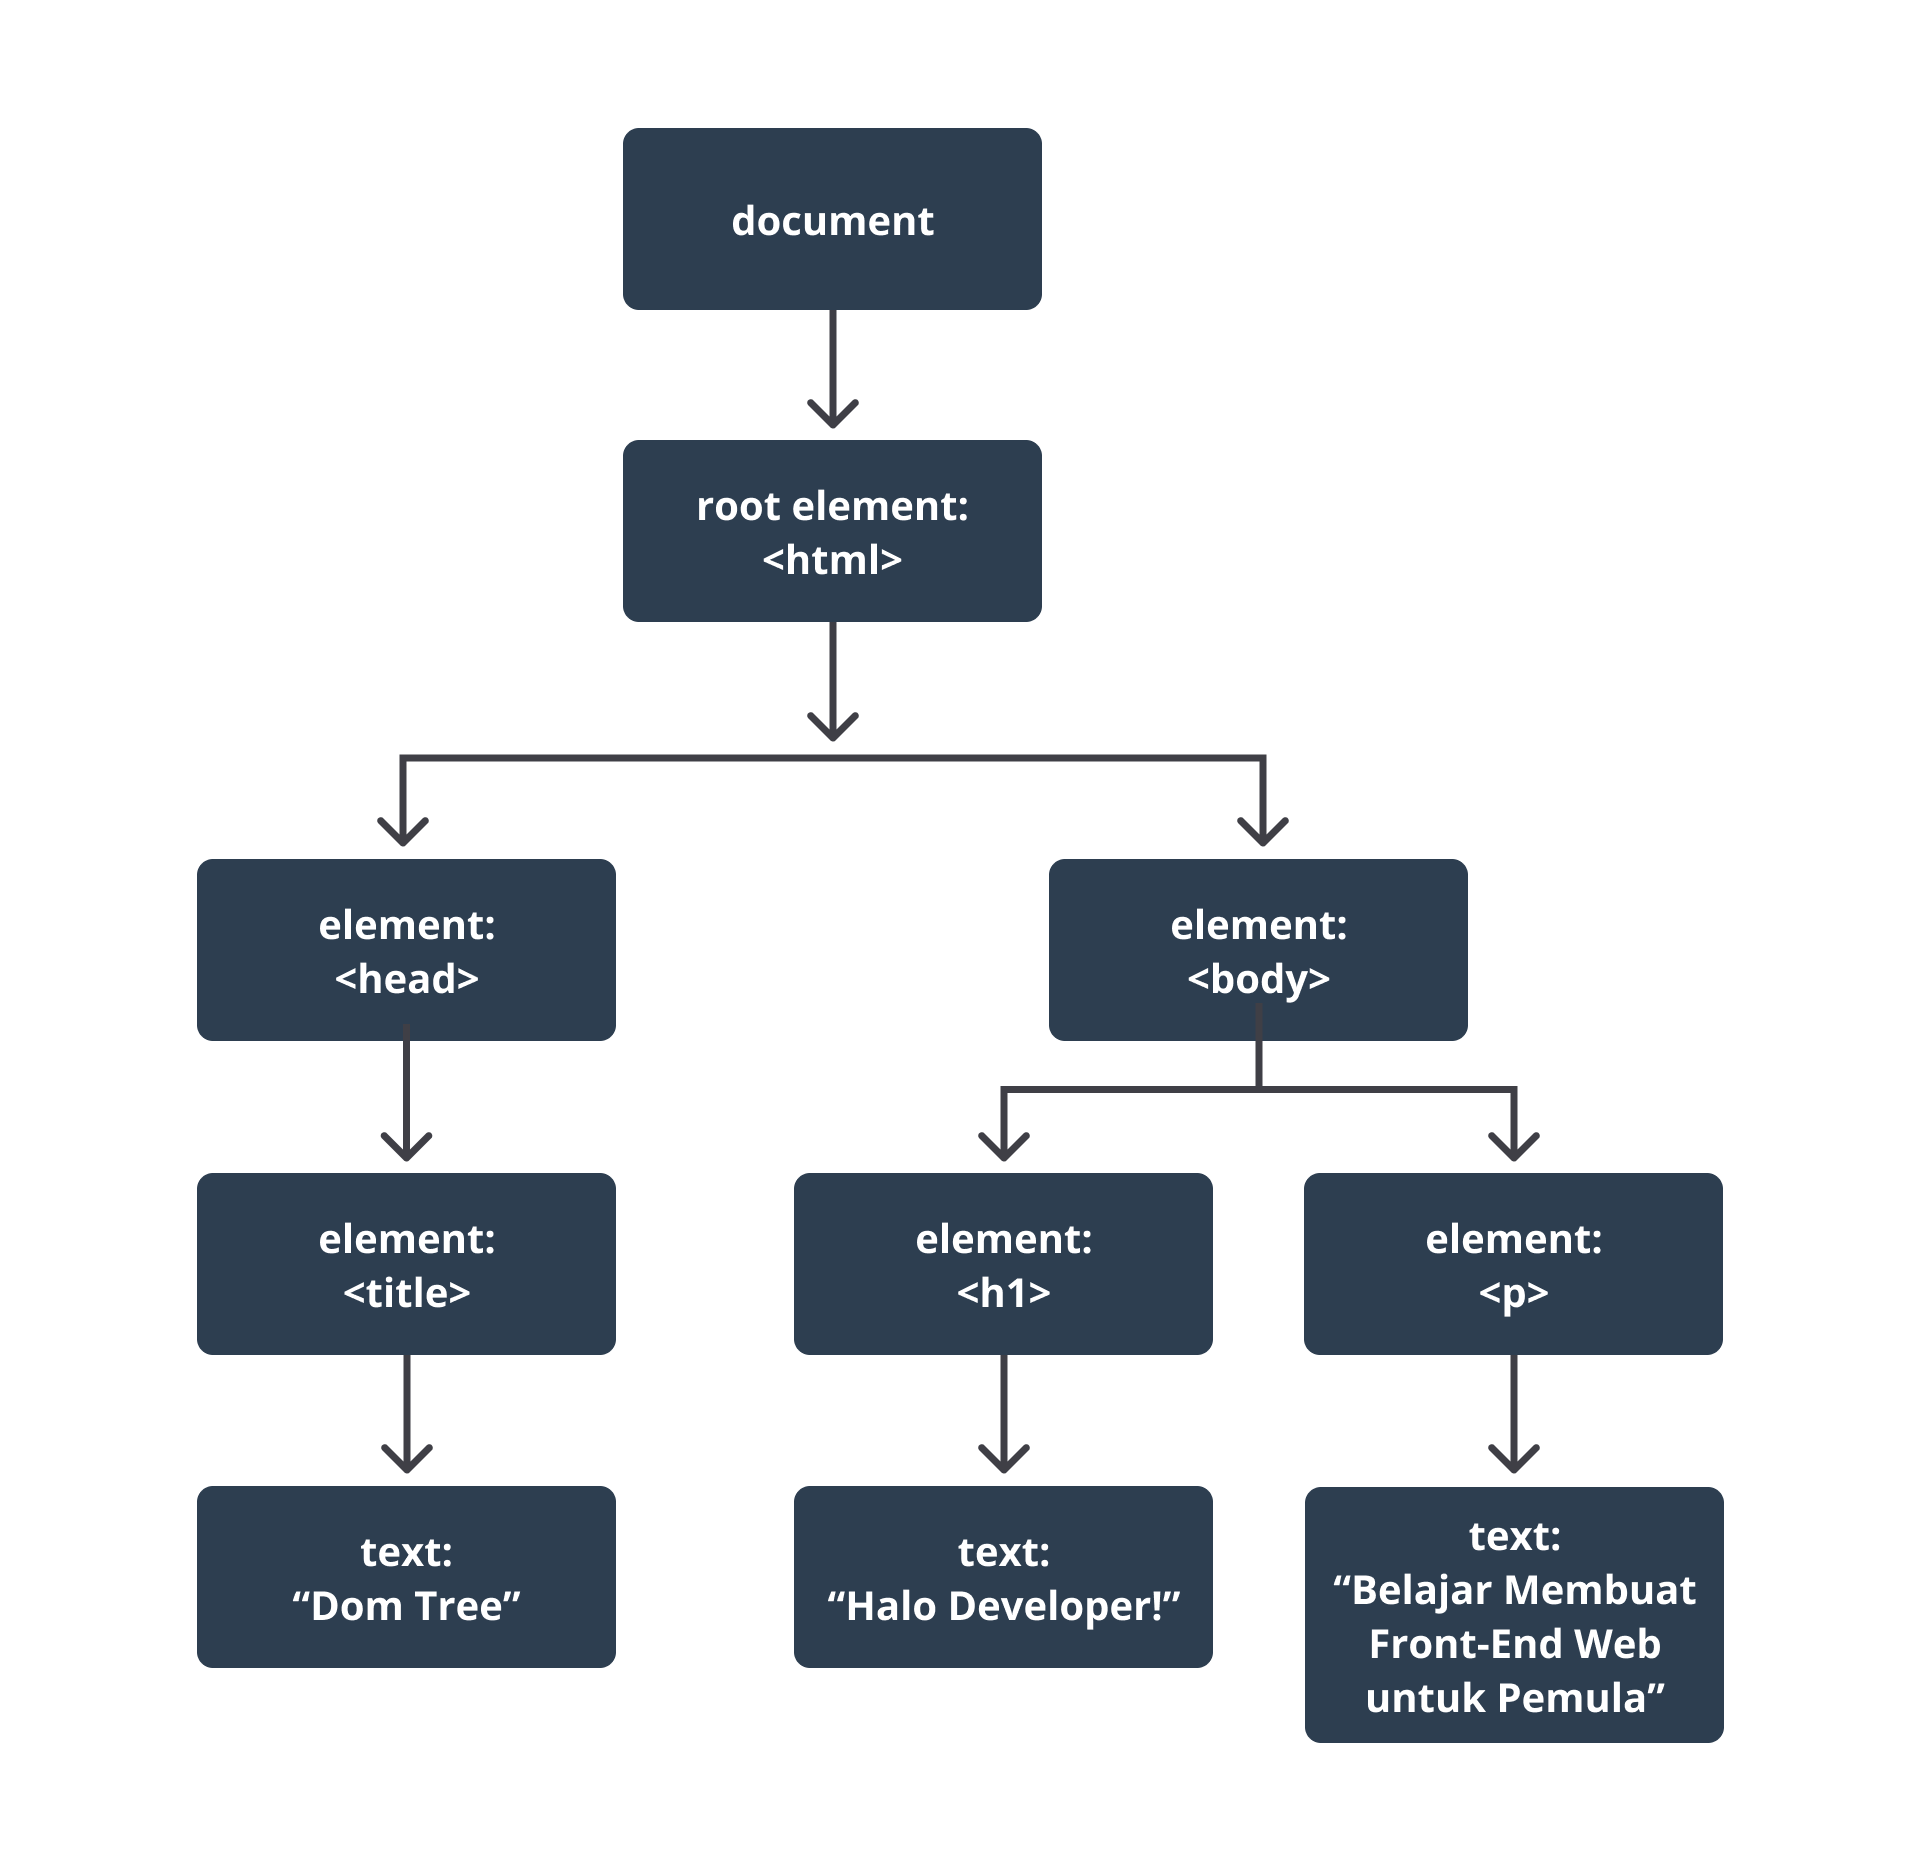 document
root element:
<html>
element:
<head>
element:
<body>
element:
<title>
element:
<h1>
element:
<p>
text:
“Dom Tree”
text:
“Halo Developer!”
text:
“Belajar Membuat
Front-End Web
untuk Pemula”